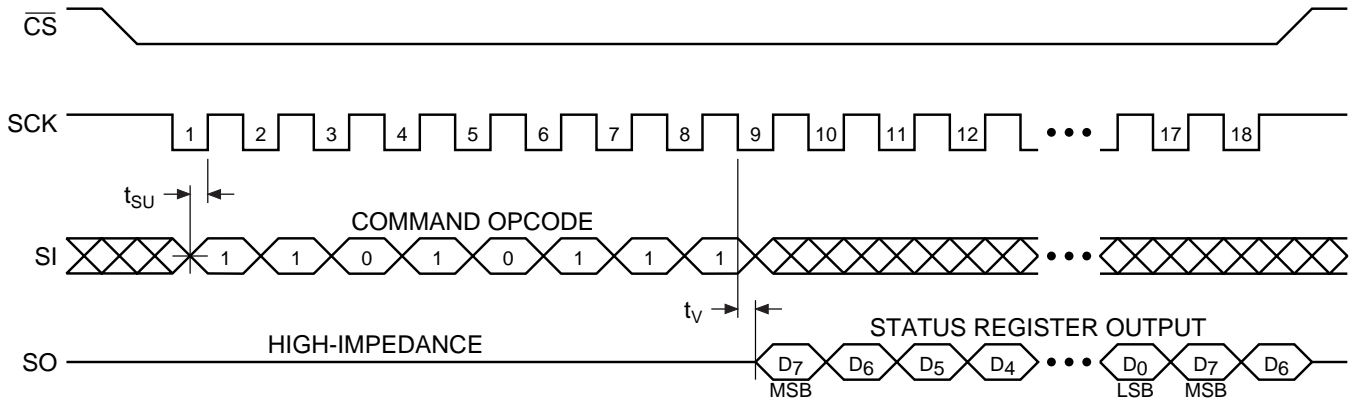 CS
SCK 1 2 3 4 5 6 7 8 9 10 11 12 • • • 17 18
tSU
COMMAND OPCODE
SI 1 1 0 1 0 1 1 1 • • •
tV
STATUS REGISTER OUTPUT
HIGH-IMPEDANCE
SO D7 D6 D5 D4 • • • D0 D7 D6
MSB LSB MSB